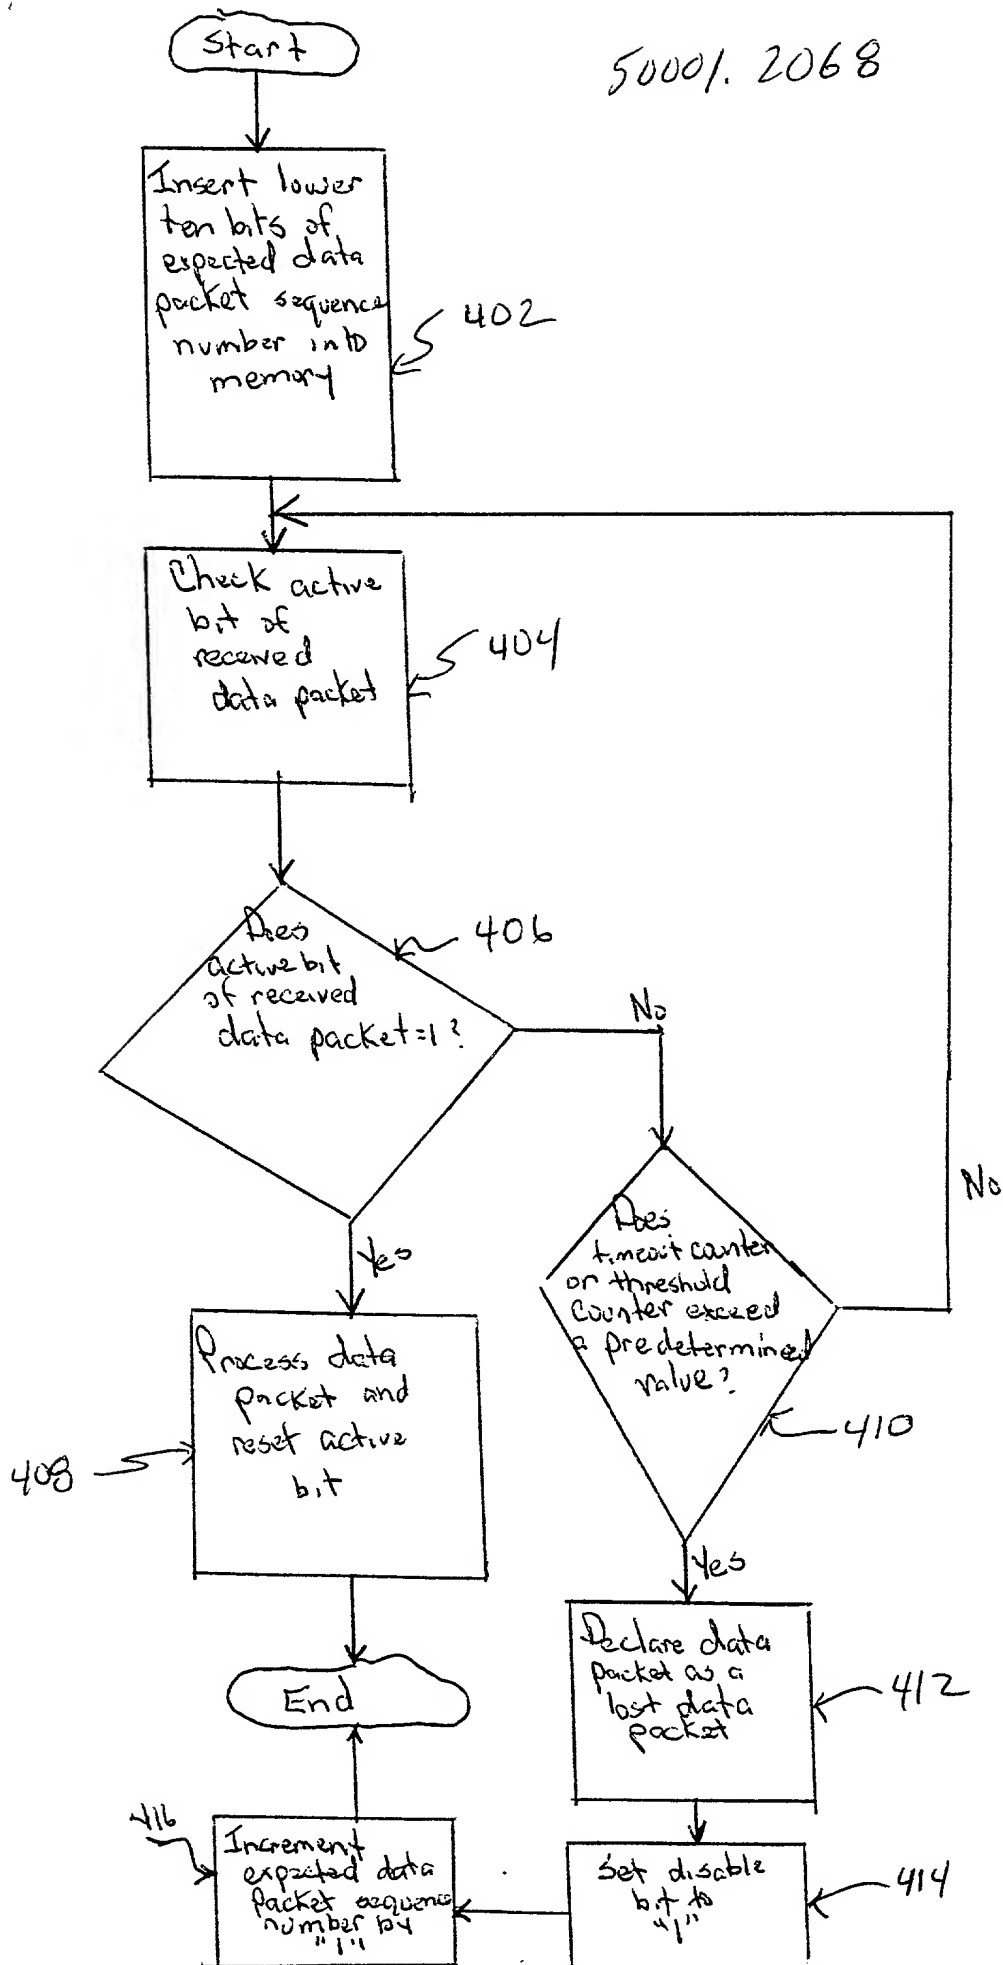 Start
50001.2068
Insert lower
ten bits of
expected data
packet sequence
number into
memory
402
Check active
bit of
received
data packet
404
Does
active bit
of received
data packet=1?
406
No
Yes
Does
timeout counter
or threshold
counter exceed
a predetermined
value?
No
410
Yes
Process data
packet and
reset active
bit
408
End
Declare data
packet as a
lost data
packet
412
Set disable
bit to
"1"
414
Increment
expected data
packet sequence
number by
"1"
416